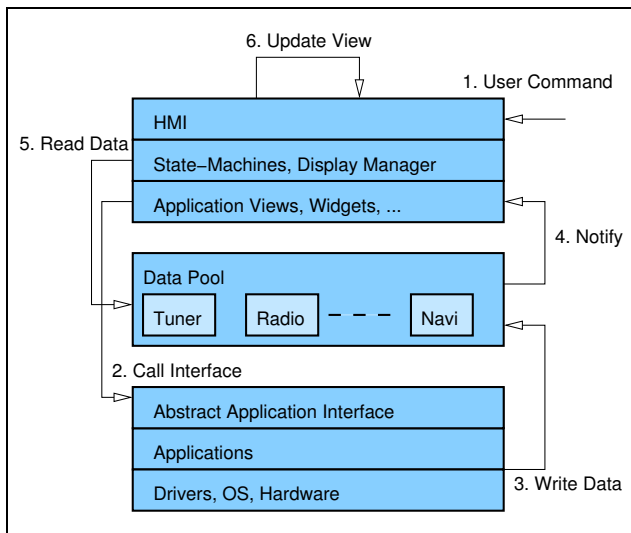 6. Update View
1. User Command
HMI
5. Read Data
State−Machines, Display Manager
Application Views, Widgets, ...
4. Notify
Data Pool
Tuner
Radio
Navi
2. Call Interface
Abstract Application Interface
Applications
3. Write Data
Drivers, OS, Hardware